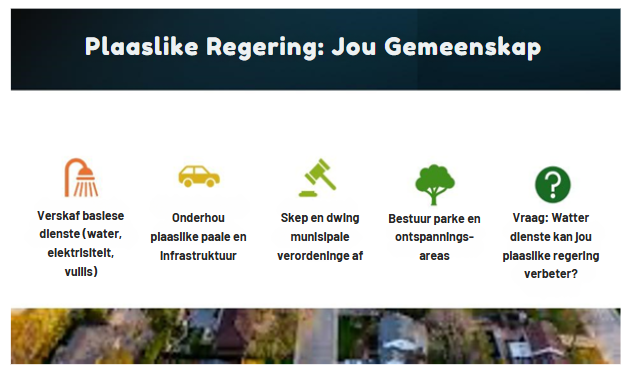 Plaaslike Regering: Jou Gemeenskap
Verskaf basiese
dienste (water,
elektrisiteit,
vullis)
Onderhou
plaaslike paaie en
infrastruktuur
Skep en dwing
munisipale
verordeninge af
Bestuur parke en
ontspannings-
areas
Vraag: Watter
dienste kan jou
plaaslike regering
verbeter?